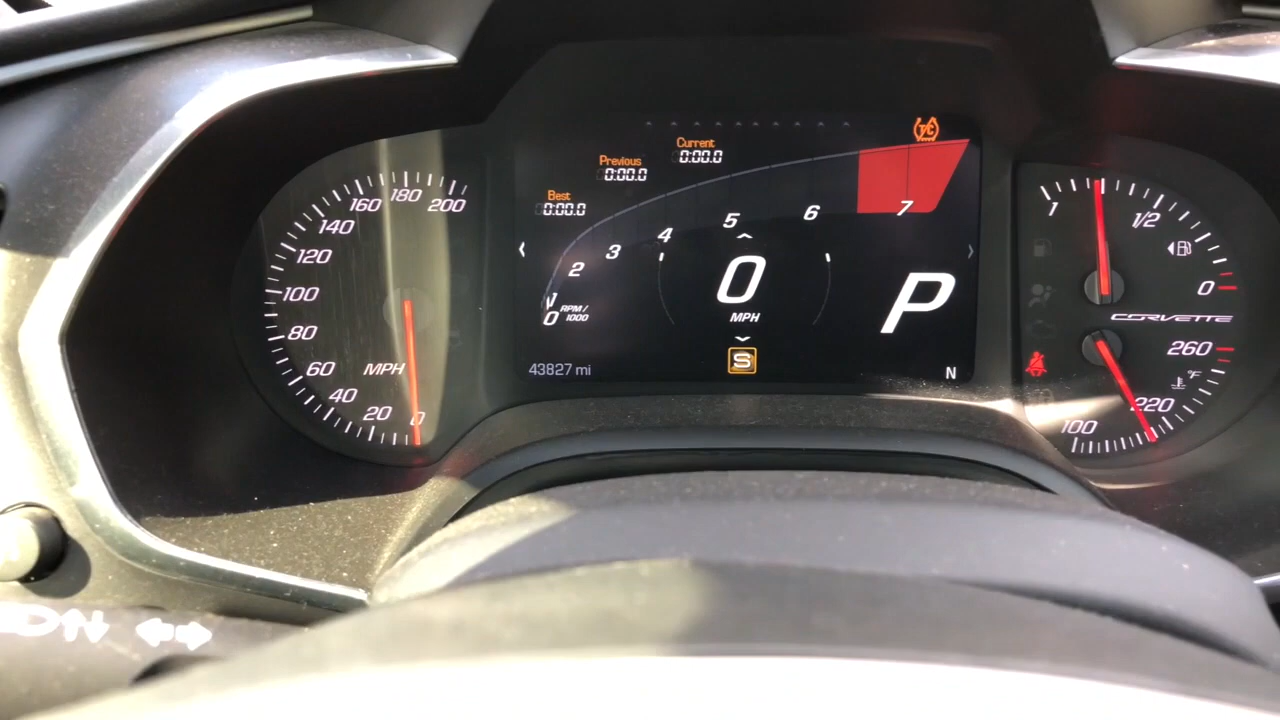 20
40
60
80
100
120
140
160
180
200
0
MPH
Best
0:00.0
Previous
0:00.0
Current
0:00.0
T/C
0
1
2
3
4
5
6
7
RPM/
1000
0
MPH
P
S
43827 mi
N
1
1/2
0
CORVETTE
260
°F
220
100